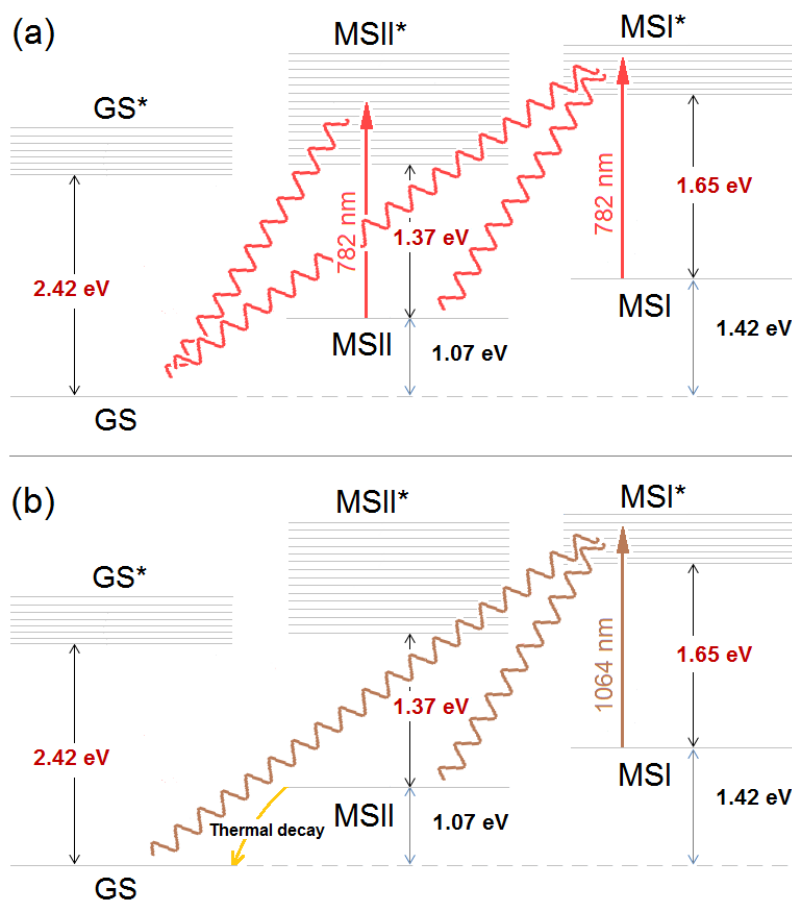 (a)
MSII*
MSI*
GS*
782 nm
782 nm
1.65 eV
1.37 eV
2.42 eV
MSII
1.07 eV
MSI
1.42 eV
GS
(b)
MSII*
MSI*
GS*
1064 nm
1.65 eV
1.37 eV
2.42 eV
MSI
1.42 eV
Thermal decay
MSII
1.07 eV
GS